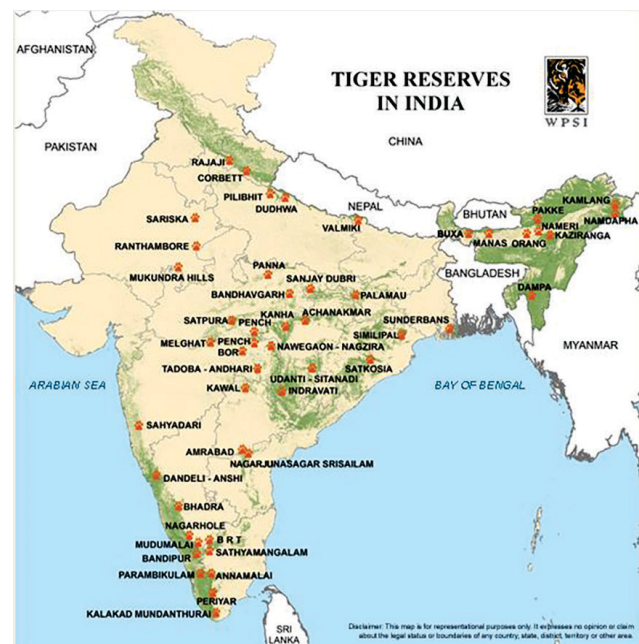 AFGHANISTAN
TIGER RESERVES
IN INDIA
WPSI
CHINA
PAKISTAN
RAJAJI
CORBETT
PILIBHIT
DUDHWA
NEPAL
VALMIKI
BHUTAN
KAMLANG
PAKKE
NAMDAPHA
NAMERI
BUXA
MANAS
ORANG
KAZIRANGA
SARISKA
RANTHAMBORE
MUKUNDRA HILLS
PANNA
SANJAY DUBRI
BANGLADESH
DAMPA
BANDHAVGARH
PALAMAU
ACHANAKMAR
KANHA
SATPURA
PENCH
SUNDERBANS
SIMILIPAL
MELGHAT
PENCH
NAWEGAON - NAGZIRA
MYANMAR
BOR
SATKOSIA
TADOBA - ANDHARI
UDANTI - SITANADI
ARABIAN SEA
KAWAL
INDRAVATI
BAY OF BENGAL
SAHYADARI
AMRABAD
NAGARJUNASAGAR SRISAILAM
DANDELI - ANSHI
BHADRA
NAGARHOLE
MUDUMALAI
B R T
SATHYAMANGALAM
BANDIPUR
PARAMBIKULAM
ANNAMALAI
PERIYAR
KALAKAD MUNDANTHURAI
SRI
LANKA
Disclaimer: This map is for representational purposes only. It expresses no opinion or claim
about the legal status or boundaries of any country, state, district, territory or other area.